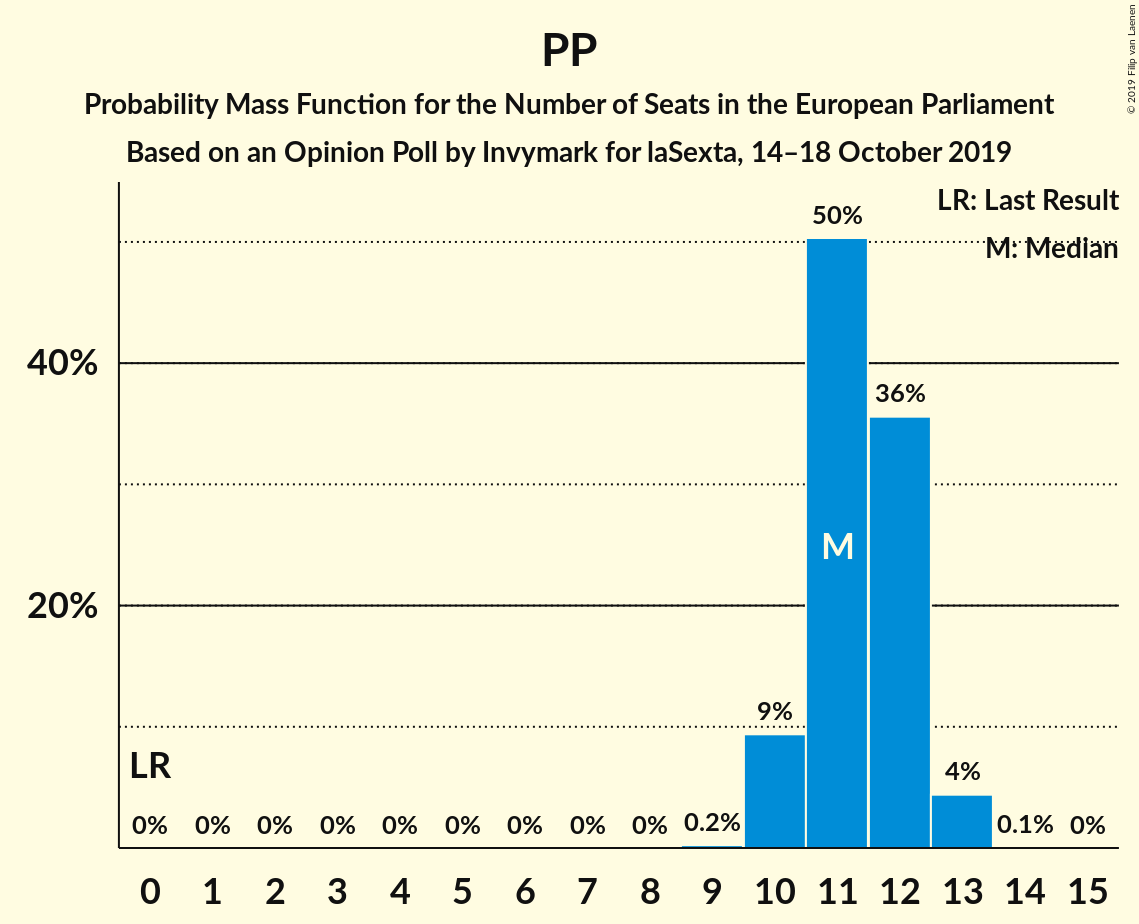 PP
Probability Mass Function for the Number of Seats in the European Parliament
Based on an Opinion Poll by Invymark for laSexta, 14–18 October 2019
© 2019 Filip van Laenen
LR: Last Result
M: Median
50%
40%
36%
M
20%
9%
LR
4%
0% 0% 0% 0% 0% 0% 0% 0% 0% 0.2% 0.1% 0%
0 1 2 3 4 5 6 7 8 9 10 11 12 13 14 15